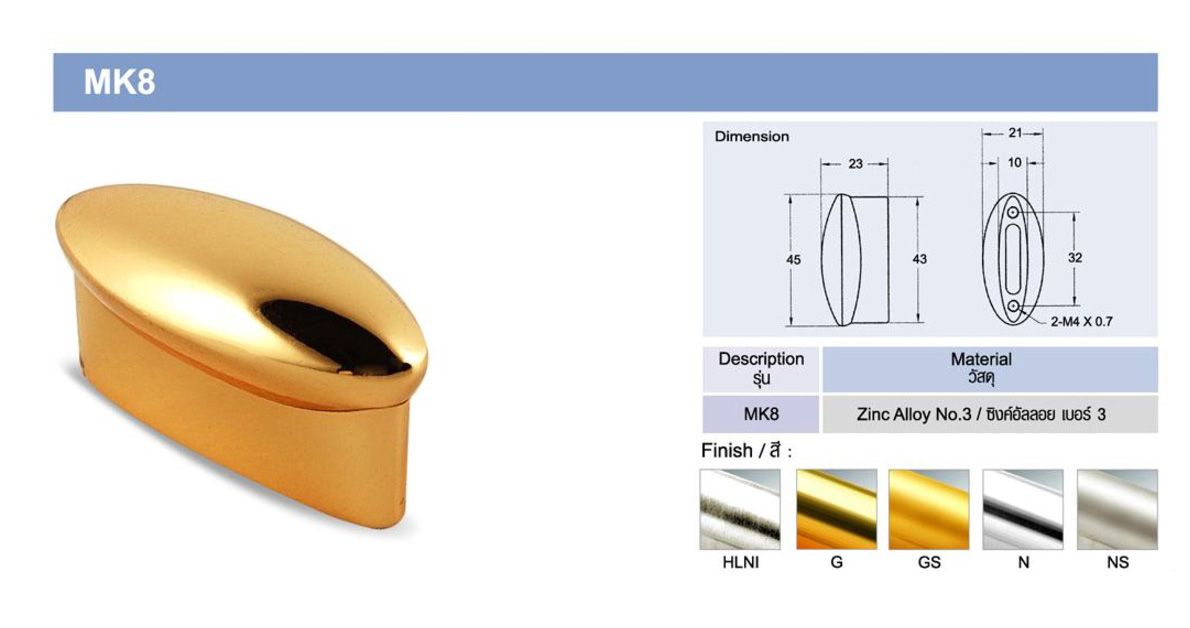 MK8
Dimension
21
23
10
45
43
32
2-M4 X 0.7
Description
รุ่น
Material
วัสดุ
MK8
Zinc Alloy No.3 / ซิงค์อัลลอย เบอร์ 3
Finish / สี :
HLNI
G
GS
N
NS